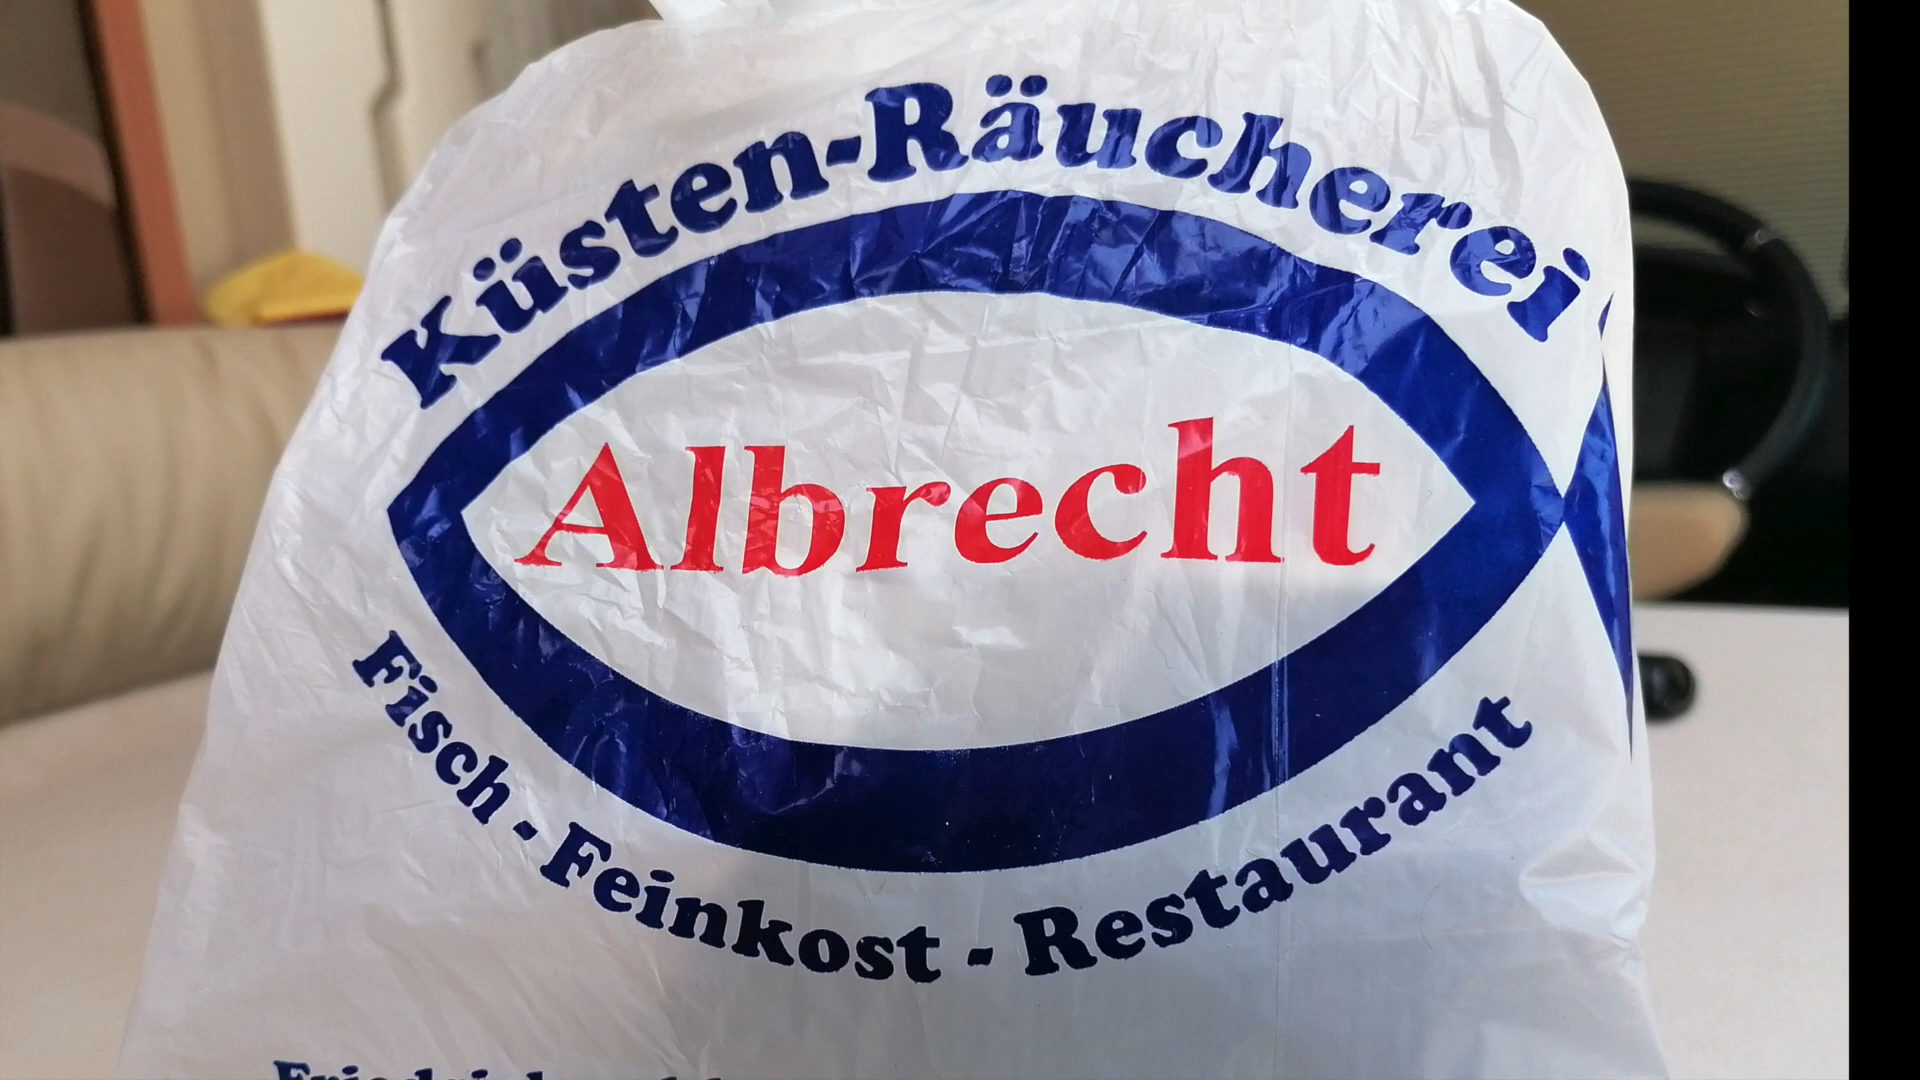 Küsten-Räucherei
Albrecht
Fisch - Feinkost - Restaurant